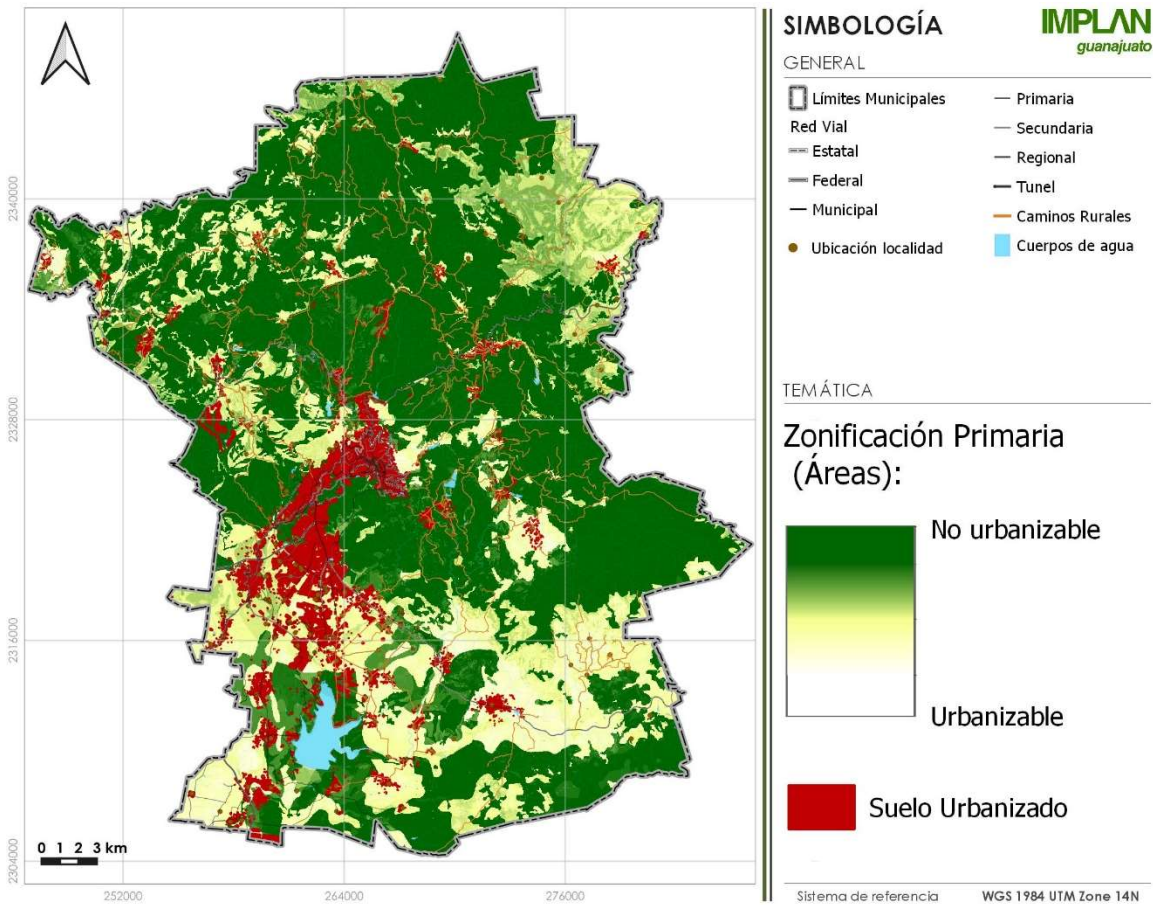 SIMBOLOGÍA
IMPLAN
guanajuato
GENERAL
Límites Municipales
Red Vial
Estatal
Federal
Municipal
Ubicación localidad
Primaria
Secundaria
Regional
Tunel
Caminos Rurales
Cuerpos de agua
TEMÁTICA
Zonificación Primaria
(Áreas):
No urbanizable
Urbanizable
Suelo Urbanizado
Sistema de referencia WGS 1984 UTM Zone 14N
2340000
2328000
2316000
2304000
0 1 2 3 km
252000 264000 276000